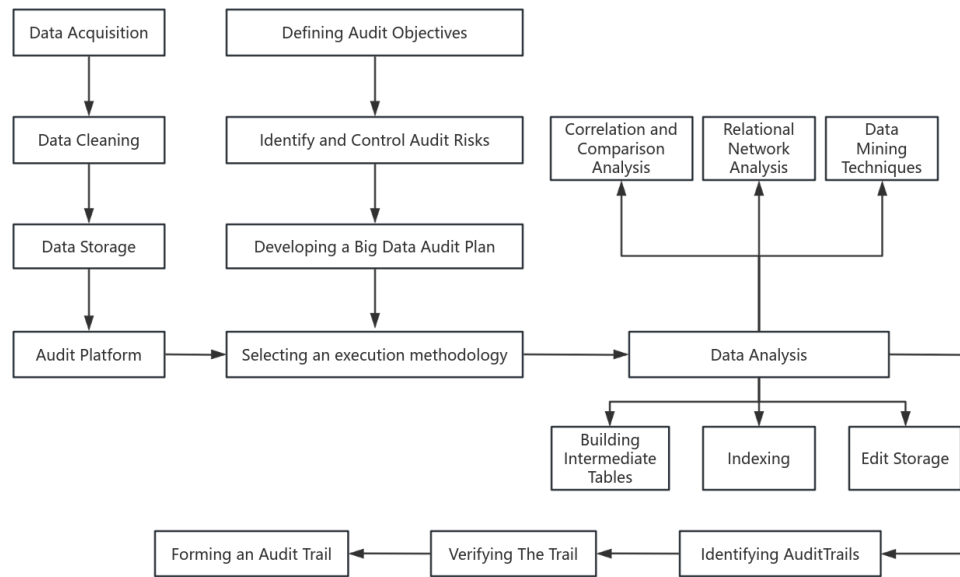 Data Acquisition
Defining Audit Objectives
Data Cleaning
Identify and Control Audit Risks
Correlation and
Comparison
Analysis
Relational
Network
Analysis
Data
Mining
Techniques
Data Storage
Developing a Big Data Audit Plan
Audit Platform
Selecting an execution methodology
Data Analysis
Building
Intermediate
Tables
Indexing
Edit Storage
Forming an Audit Trail
Verifying The Trail
Identifying AuditTrails